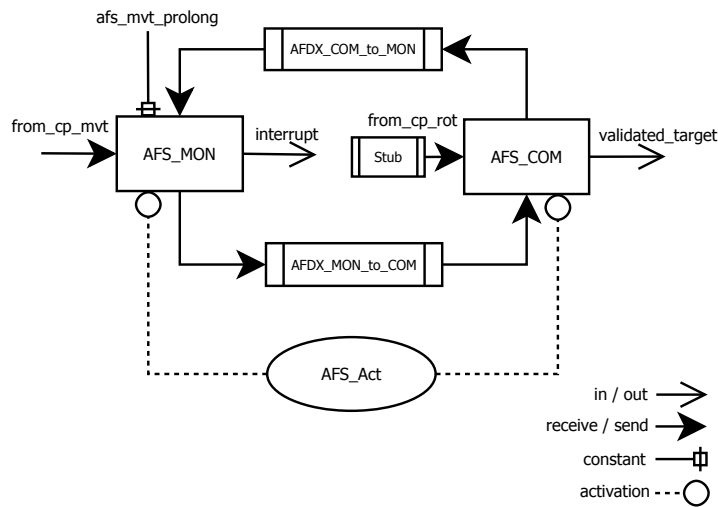 afs_mvt_prolong
AFDX_COM_to_MON
from_cp_mvt
AFS_MON
interrupt
from_cp_rot
Stub
AFS_COM
validated_target
AFDX_MON_to_COM
AFS_Act
in / out
receive / send
constant
activation